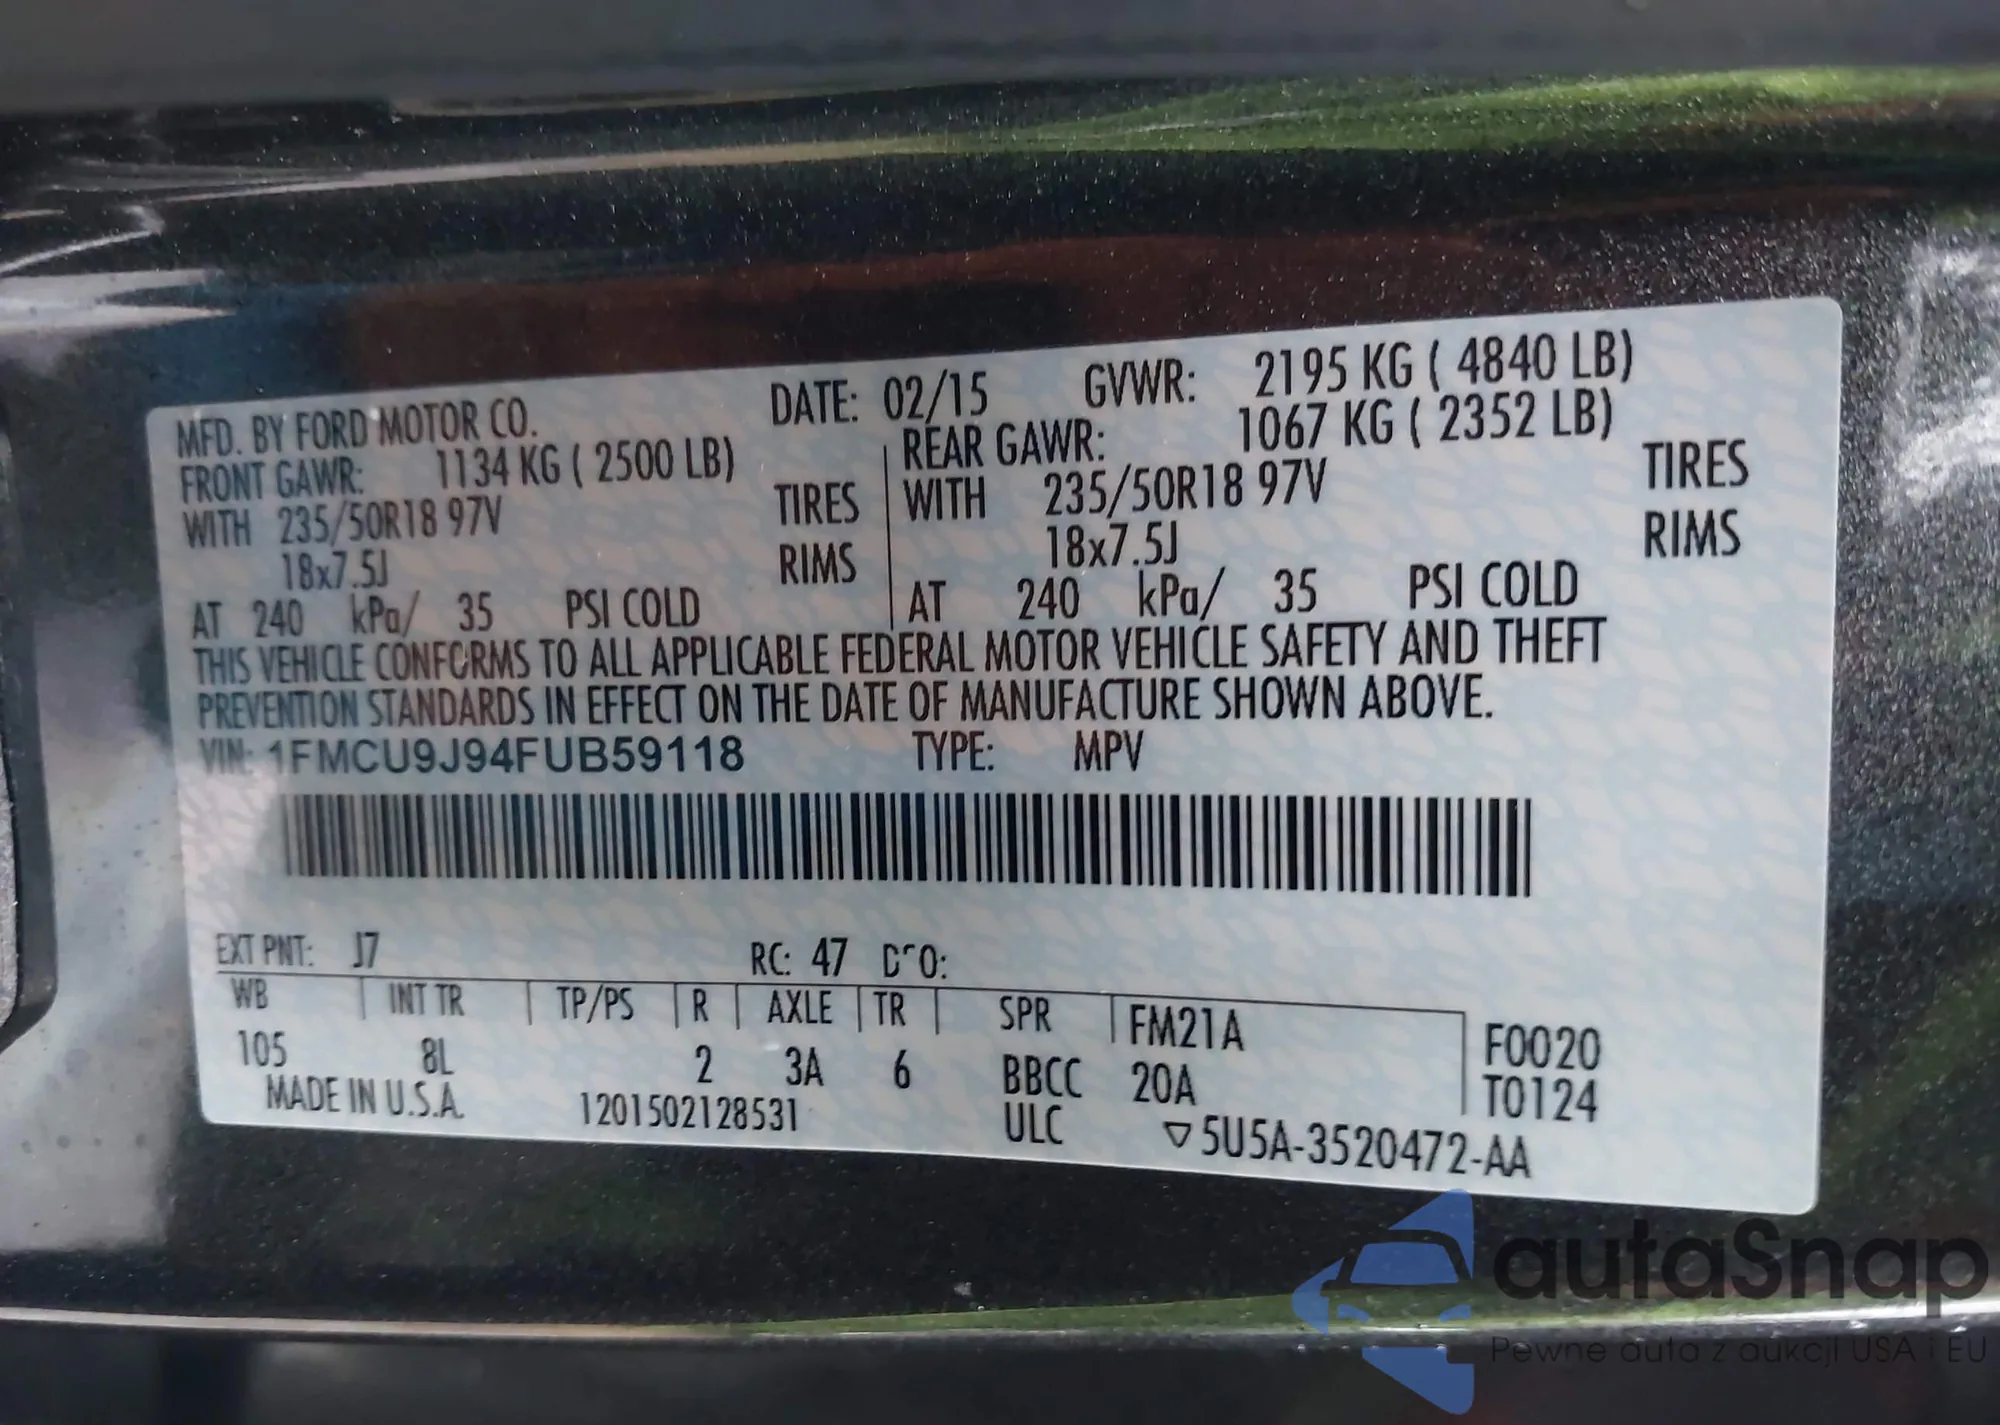 MFD. BY FORD MOTOR CO. DATE: 02/15 GVWR: 2195 KG ( 4840 LB)
FRONT GAWR: 1134 KG ( 2500 LB) REAR GAWR: 1067 KG ( 2352 LB)
WITH 235/50R18 97V TIRES WITH 235/50R18 97V TIRES
18x7.5J RIMS 18x7.5J RIMS
AT 240 kPa/ 35 PSI COLD AT 240 kPa/ 35 PSI COLD
THIS VEHICLE CONFORMS TO ALL APPLICABLE FEDERAL MOTOR VEHICLE SAFETY AND THEFT
PREVENTION STANDARDS IN EFFECT ON THE DATE OF MANUFACTURE SHOWN ABOVE.
VIN: 1FMCU9J94FUB59118 TYPE: MPV
EXT PNT: J7 RC: 47 DSO:
WB INT TR TP/PS R AXLE TR SPR FM21A F0020
105 8L 2 3A 6 BBCC 20A T0124
MADE IN U.S.A. 1201502128531 ULC ▽5U5A-3520472-AA
autaSnap
Pewne auta z aukcji USA i EU